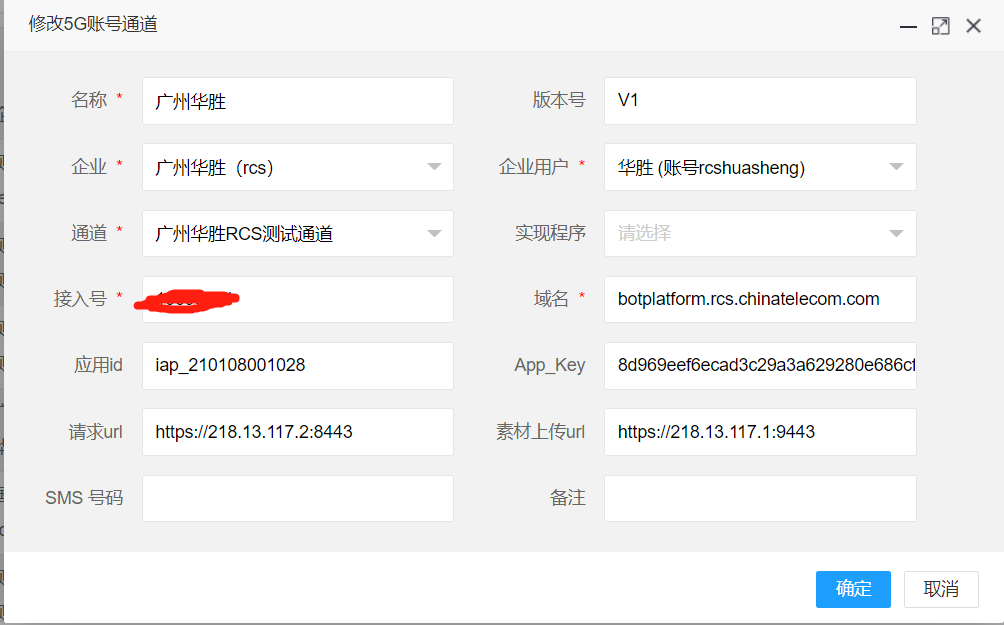 修改5G账号通道
名称 * 广州华胜 版本号 V1
企业 * 广州华胜（rcs） 企业用户 * 华胜 (账号rcshuasheng)
通道 * 广州华胜RCS测试通道 实现程序 请选择
接入号 * 域名 * botplatform.rcs.chinatelecom.com
应用id iap_210108001028 App_Key 8d969eef6ecad3c29a3a629280e686cf
请求url https://218.13.117.2:8443 素材上传url https://218.13.117.1:9443
SMS 号码 备注
确定 取消